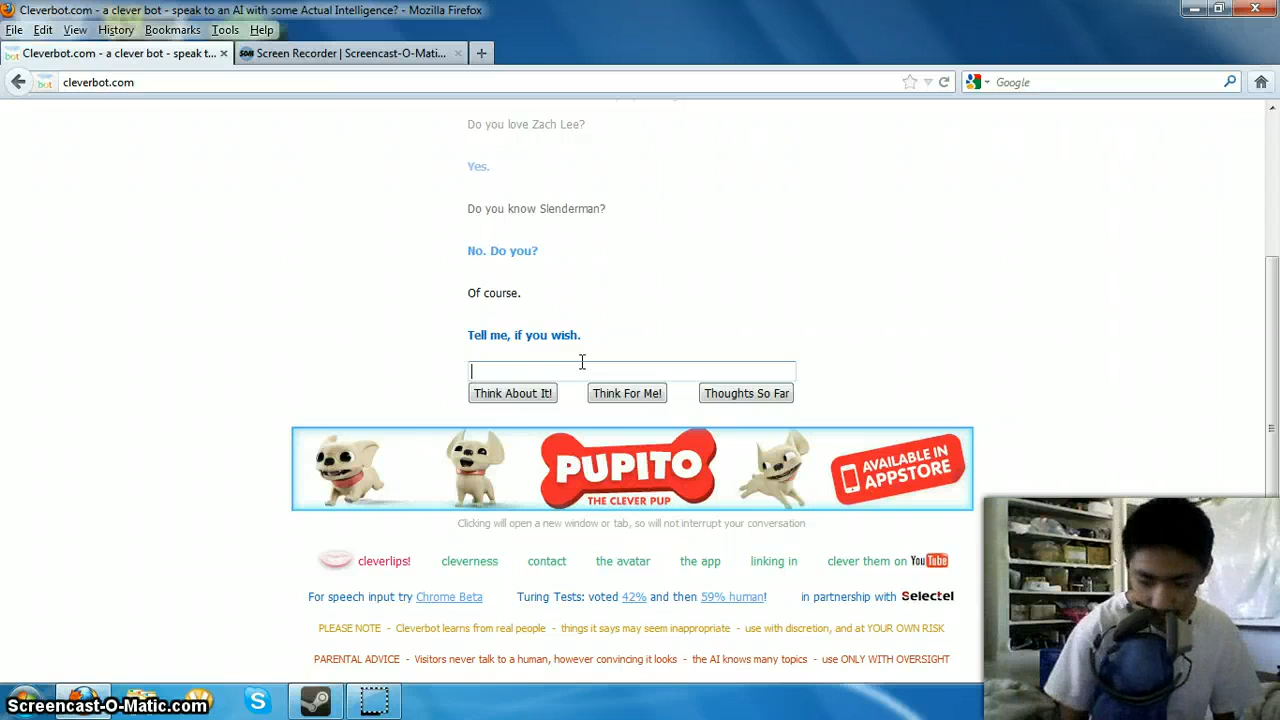 Cleverbot.com - a clever bot - speak to an AI with some Actual Intelligence? - Mozilla Firefox
File Edit View History Bookmarks Tools Help
Cleverbot.com - a clever bot - speak t... × Screen Recorder | Screencast-O-Mati... × +
cleverbot.com Google
Do you love Zach Lee?
Yes.
Do you know Slenderman?
No. Do you?
Of course.
Tell me, if you wish.
Think About It! Think For Me! Thoughts So Far
PUPITO
THE CLEVER PUP
AVAILABLE IN
APPSTORE
Clicking will open a new window or tab, so will not interrupt your conversation
cleverlips! cleverness contact the avatar the app linking in clever them on YouTube
For speech input try Chrome Beta Turing Tests: voted 42% and then 59% human! in partnership with Selectel
PLEASE NOTE - Cleverbot learns from real people - things it says may seem inappropriate - use with discretion, and at YOUR OWN RISK
PARENTAL ADVICE - Visitors never talk to a human, however convincing it looks - the AI knows many topics - use ONLY WITH OVERSIGHT
Screencast-O-Matic.com